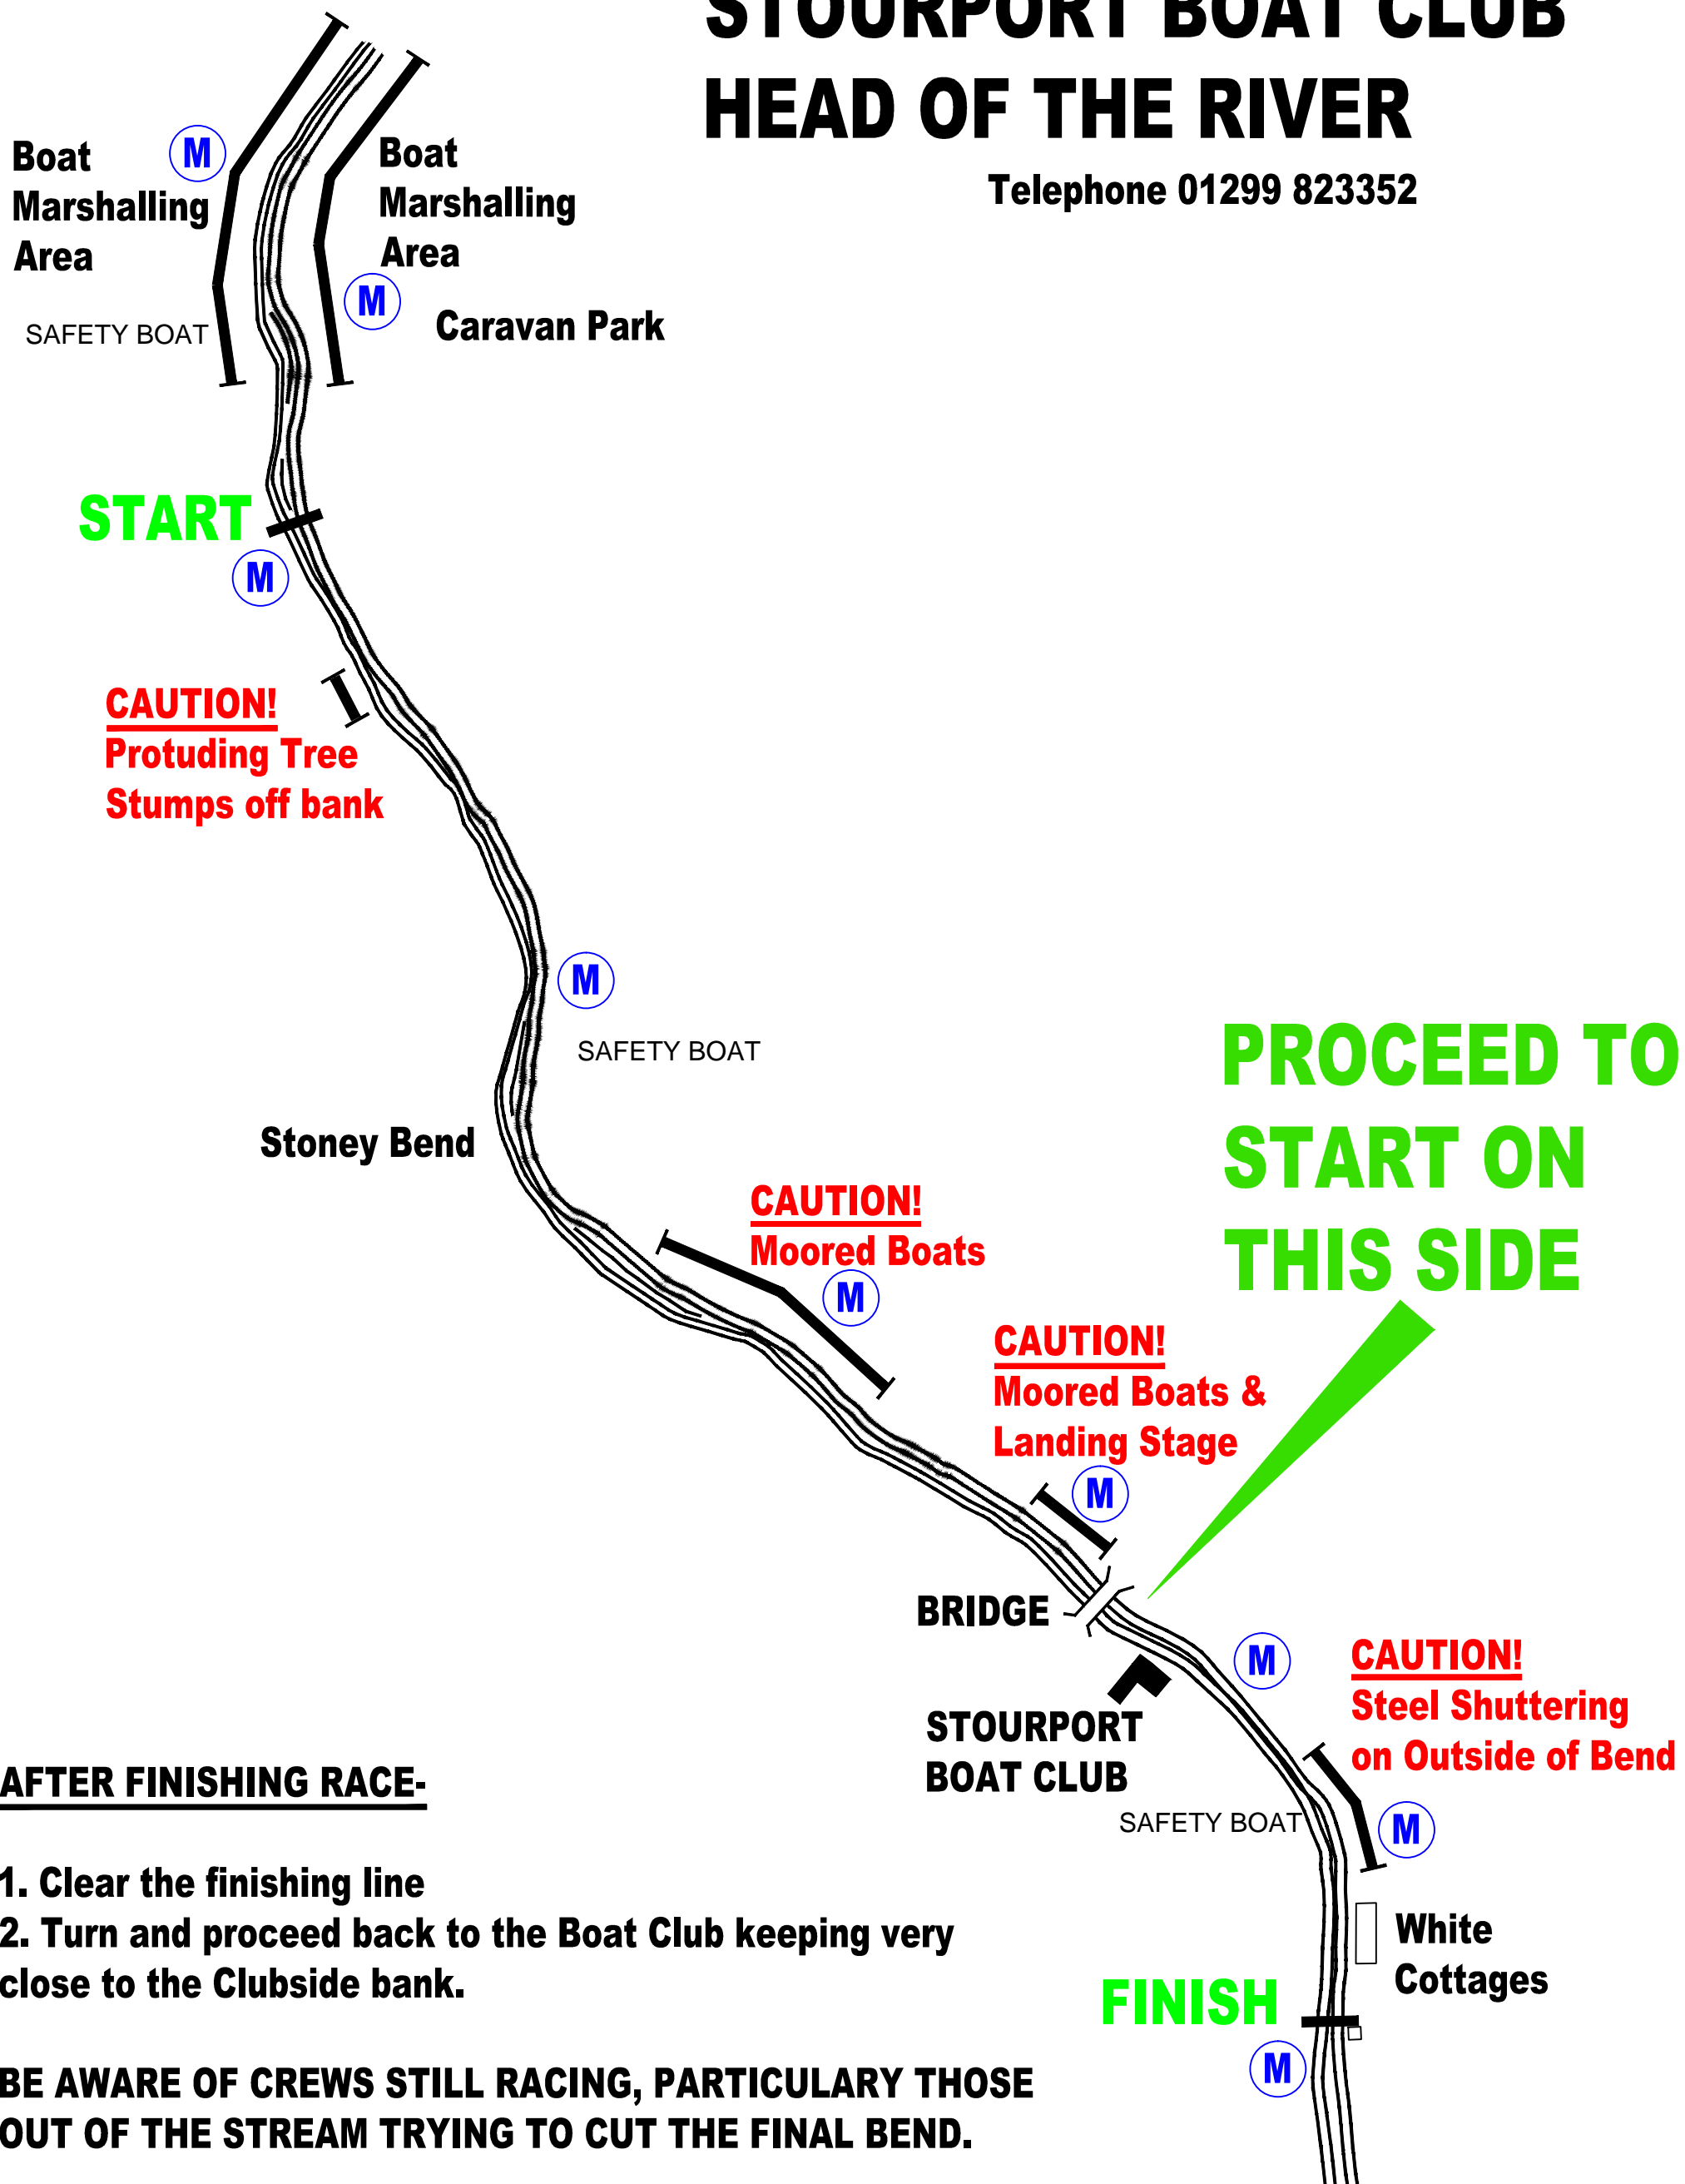 STOURPORT BOAT CLUB
HEAD OF THE RIVER
Telephone 01299 823352
Boat
Marshalling
Area
M
Boat
Marshalling
Area
M
SAFETY BOAT
Caravan Park
START
M
CAUTION!
Protuding Tree
Stumps off bank
M
SAFETY BOAT
Stoney Bend
PROCEED TO
START ON
THIS SIDE
CAUTION!
Moored Boats
M
CAUTION!
Moored Boats &
Landing Stage
M
BRIDGE
M
STOURPORT
BOAT CLUB
CAUTION!
Steel Shuttering
on Outside of Bend
SAFETY BOAT
M
White
Cottages
FINISH
M
AFTER FINISHING RACE-
1. Clear the finishing line
2. Turn and proceed back to the Boat Club keeping very
close to the Clubside bank.
BE AWARE OF CREWS STILL RACING, PARTICULARY THOSE
OUT OF THE STREAM TRYING TO CUT THE FINAL BEND.